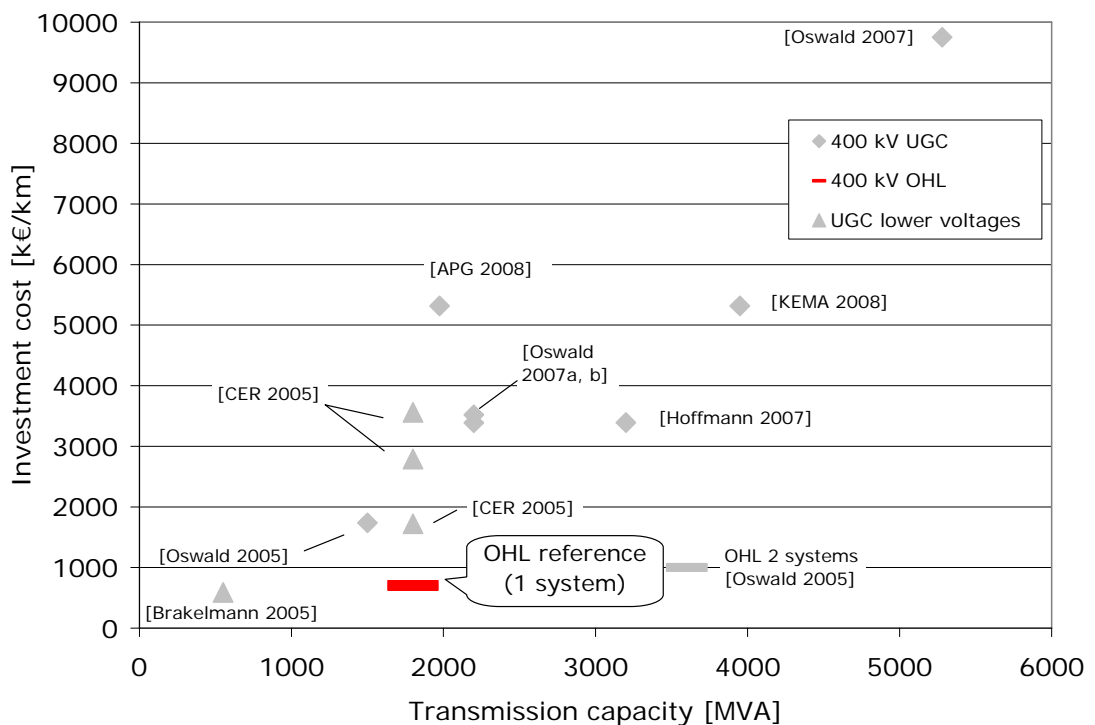 10000
9000
8000
7000
6000
5000
4000
3000
2000
1000
0
Investment cost [k€/km]
[Oswald 2007]
400 kV UGC
400 kV OHL
UGC lower voltages
[APG 2008]
[KEMA 2008]
[Oswald
2007a, b]
[CER 2005]
[Hoffmann 2007]
[CER 2005]
[Oswald 2005]
OHL reference
(1 system)
OHL 2 systems
[Oswald 2005]
[Brakelmann 2005]
0 1000 2000 3000 4000 5000 6000
Transmission capacity [MVA]